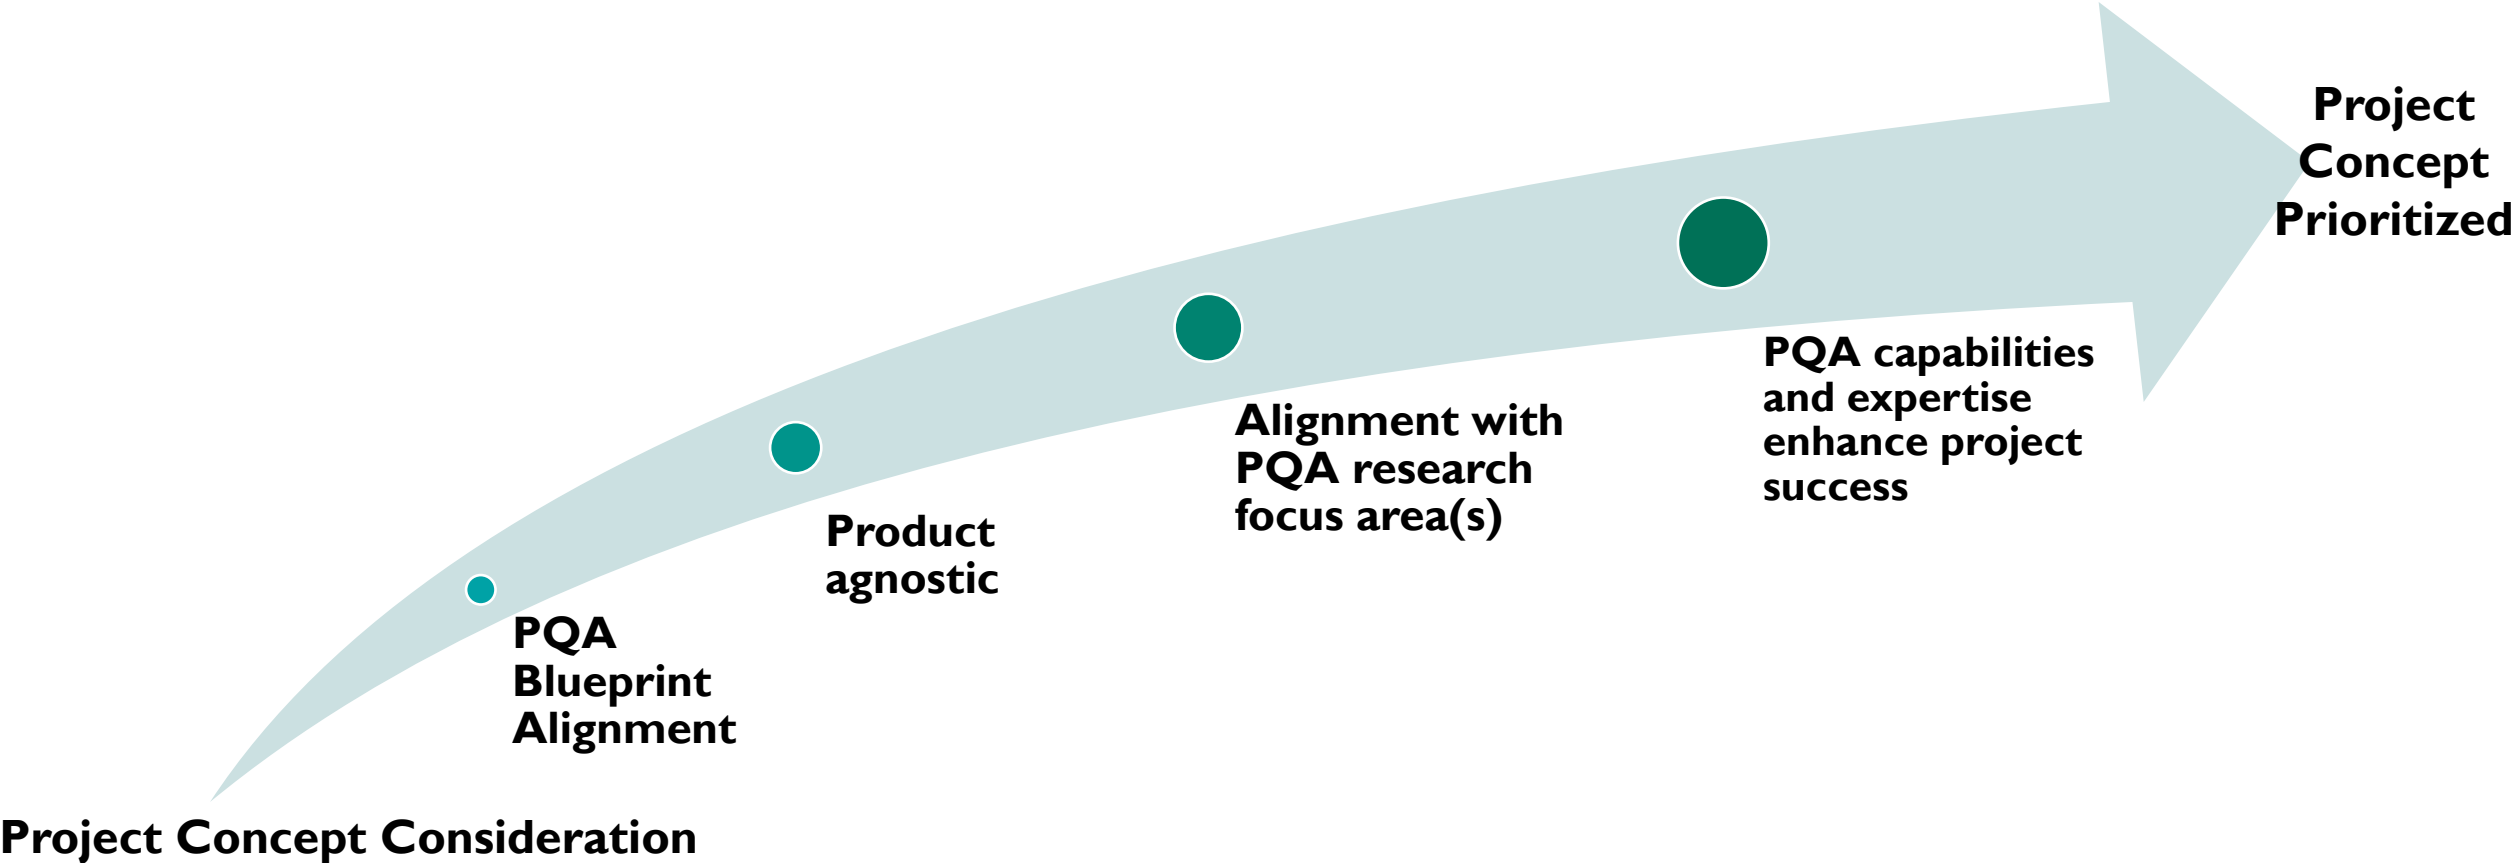 Project
Concept
Prioritized
PQA capabilities
and expertise
enhance project
success
Alignment with
PQA research
focus area(s)
Product
agnostic
PQA
Blueprint
Alignment
Project Concept Consideration